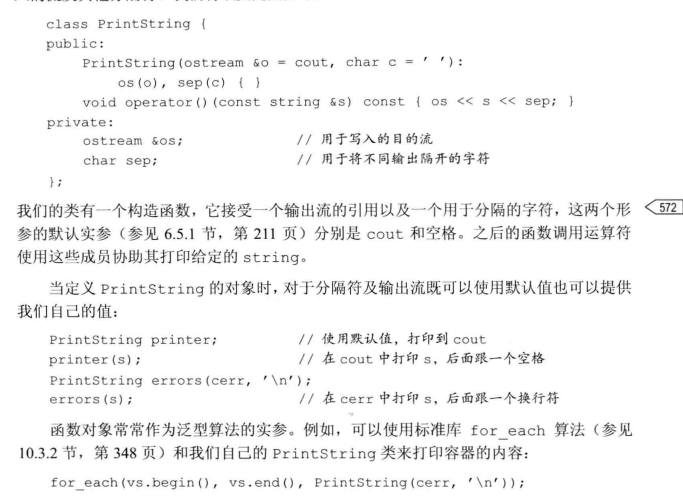 class PrintString {
public:
PrintString(ostream &o = cout, char c = ' '):
os(o), sep(c) { }
void operator()(const string &s) const { os << s << sep; }
private:
ostream &os; // 用于写入的目的流
char sep; // 用于将不同输出隔开的字符
};
我们的类有一个构造函数，它接受一个输出流的引用以及一个用于分隔的字符，这两个形 572
参的默认实参（参见 6.5.1 节，第 211 页）分别是 cout 和空格。之后的函数调用运算符
使用这些成员协助其打印给定的 string。
当定义 PrintString 的对象时，对于分隔符及输出流既可以使用默认值也可以提供
我们自己的值：
PrintString printer; // 使用默认值，打印到 cout
printer(s); // 在 cout 中打印 s，后面跟一个空格
PrintString errors(cerr, '\n');
errors(s); // 在 cerr 中打印 s，后面跟一个换行符
函数对象常常作为泛型算法的实参。例如，可以使用标准库 for_each 算法（参见
10.3.2 节，第 348 页）和我们自己的 PrintString 类来打印容器的内容：
for_each(vs.begin(), vs.end(), PrintString(cerr, '\n'));